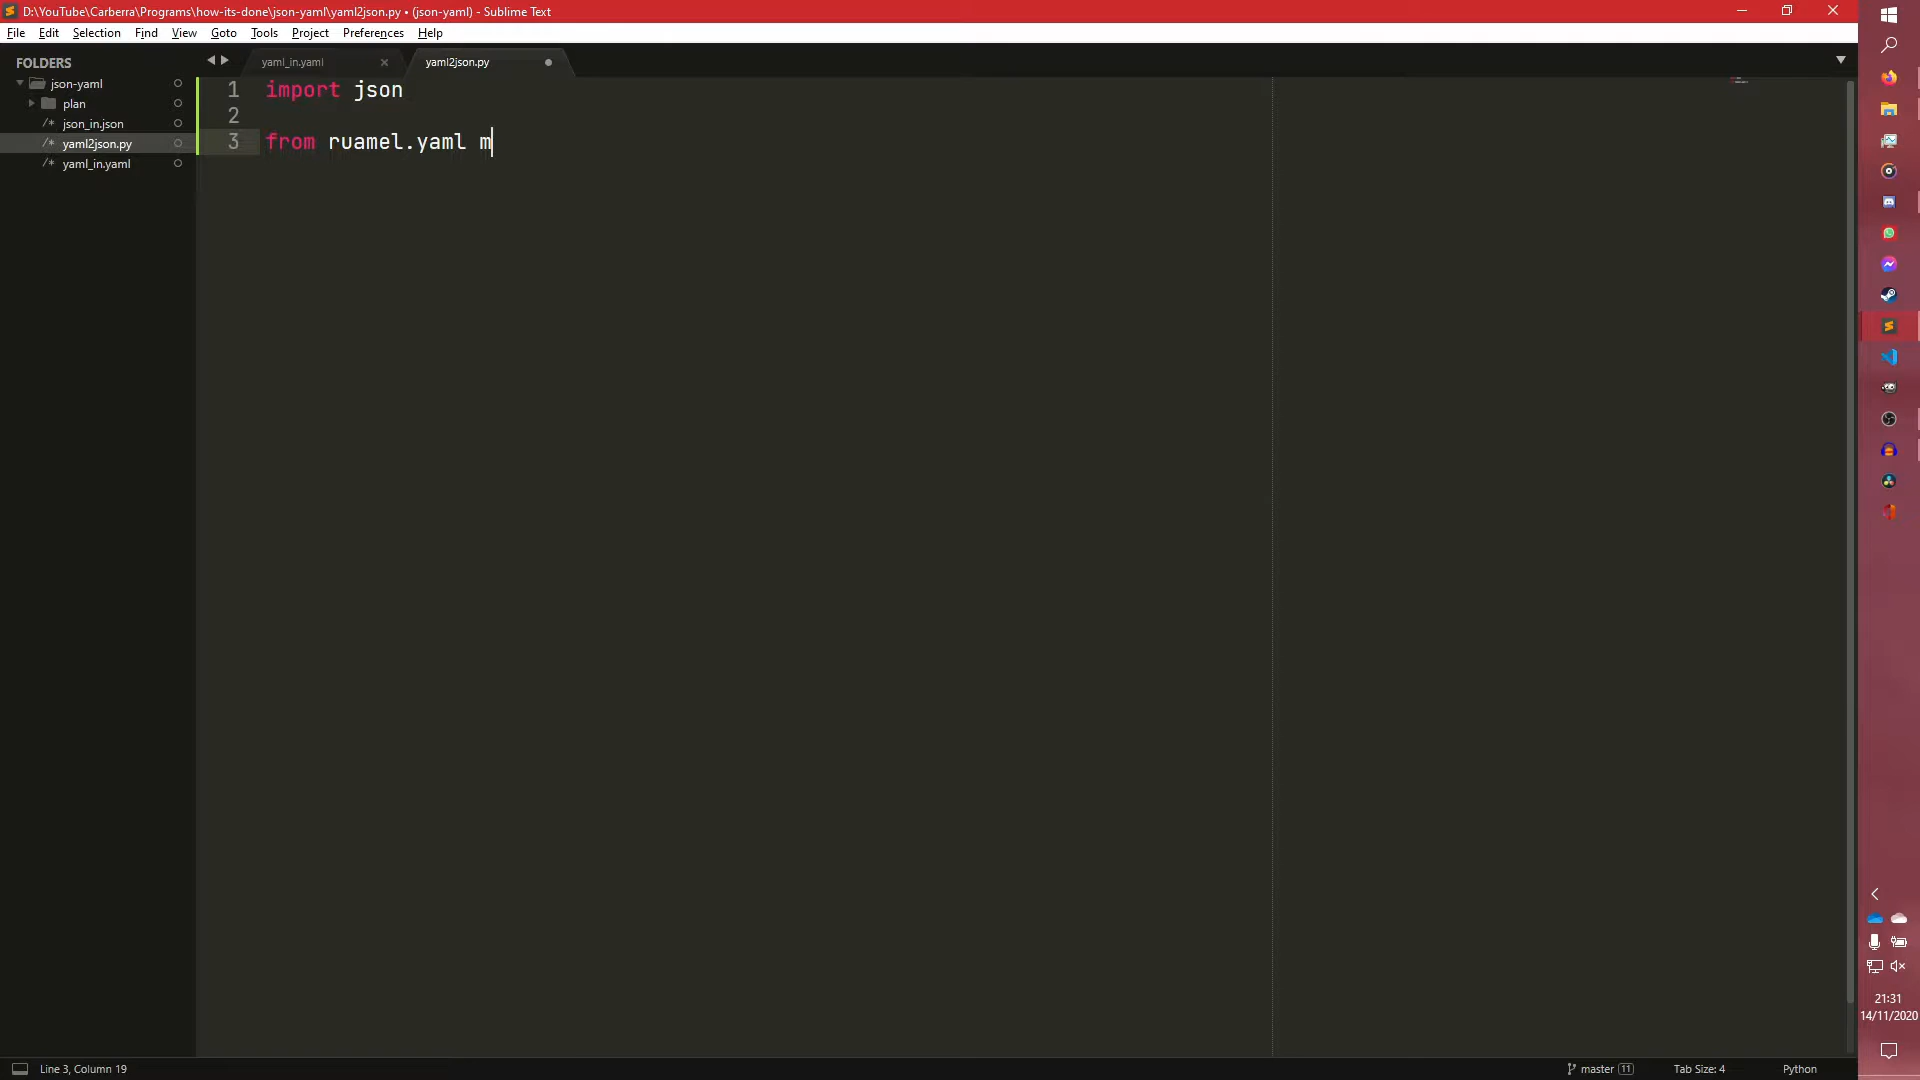 D:\YouTube\Carberra\Programs\how-its-done\json-yaml\yaml2json.py • (json-yaml) - Sublime Text
File Edit Selection Find View Goto Tools Project Preferences Help
FOLDERS
json-yaml
plan
/* json_in.json
/* yaml2json.py
/* yaml_in.yaml
yaml_in.yaml
yaml2json.py
1 import json
2
3 from ruamel.yaml m
21:31
14/11/2020
Line 3, Column 19
master 11
Tab Size: 4
Python